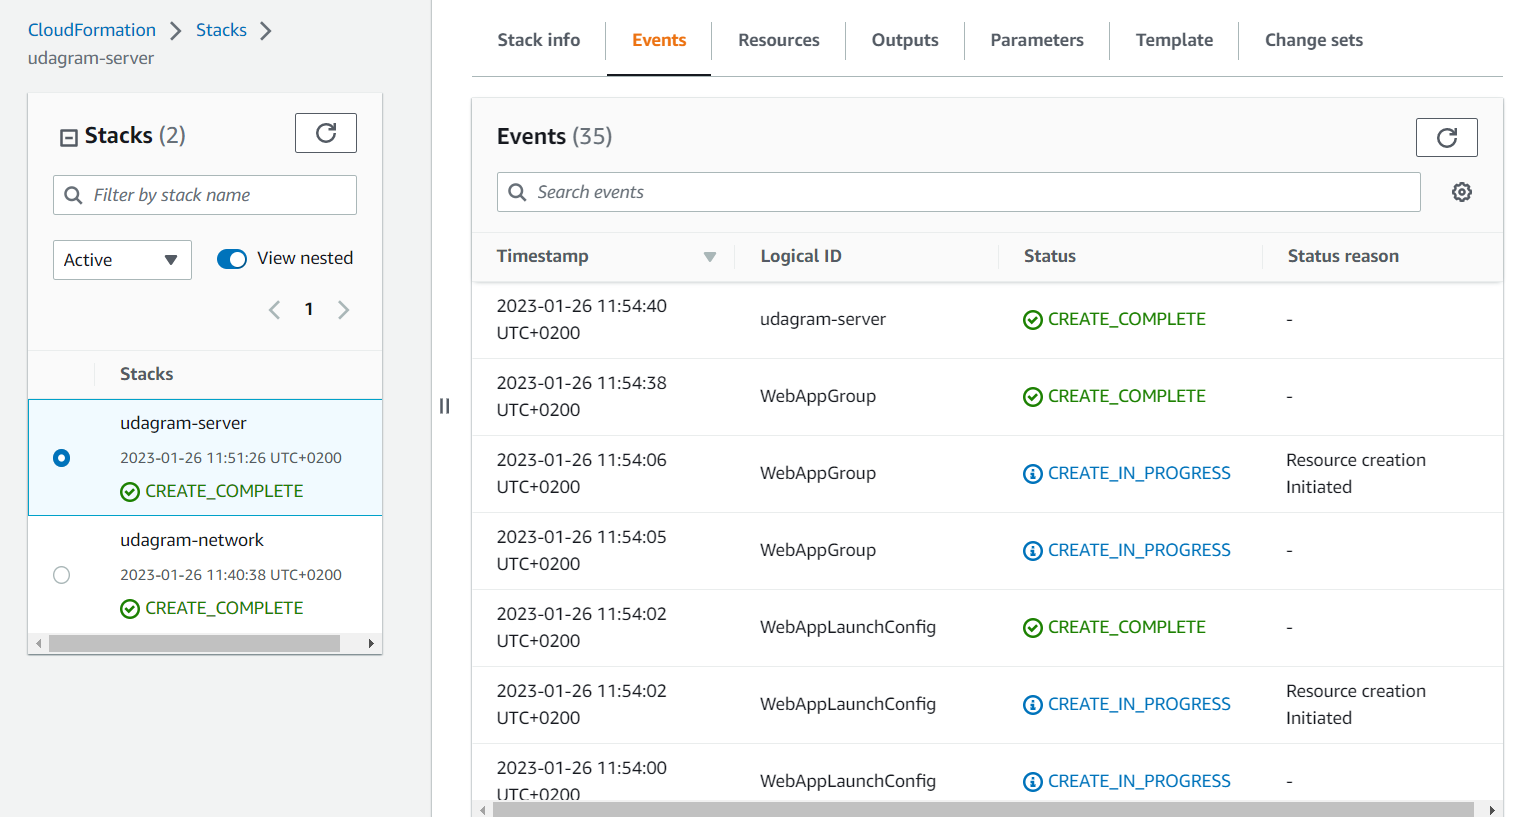 CloudFormation
Stacks
udagram-server
Stacks (2)
Filter by stack name
Active
View nested
1
Stacks
udagram-server
2023-01-26 11:51:26 UTC+0200
CREATE_COMPLETE
udagram-network
2023-01-26 11:40:38 UTC+0200
CREATE_COMPLETE
Stack info
Events
Resources
Outputs
Parameters
Template
Change sets
Events (35)
Search events
Timestamp
Logical ID
Status
Status reason
2023-01-26 11:54:40
UTC+0200
udagram-server
CREATE_COMPLETE
-
2023-01-26 11:54:38
UTC+0200
WebAppGroup
CREATE_COMPLETE
-
2023-01-26 11:54:06
UTC+0200
WebAppGroup
CREATE_IN_PROGRESS
Resource creation
Initiated
2023-01-26 11:54:05
UTC+0200
WebAppGroup
CREATE_IN_PROGRESS
-
2023-01-26 11:54:02
UTC+0200
WebAppLaunchConfig
CREATE_COMPLETE
-
2023-01-26 11:54:02
UTC+0200
WebAppLaunchConfig
CREATE_IN_PROGRESS
Resource creation
Initiated
2023-01-26 11:54:00
UTC+0200
WebAppLaunchConfig
CREATE_IN_PROGRESS
-